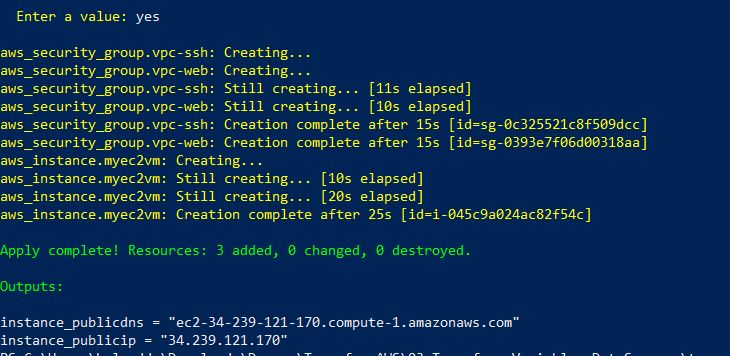 Enter a value: yes
aws_security_group.vpc-ssh: Creating...
aws_security_group.vpc-web: Creating...
aws_security_group.vpc-ssh: Still creating... [11s elapsed]
aws_security_group.vpc-web: Still creating... [10s elapsed]
aws_security_group.vpc-ssh: Creation complete after 15s [id=sg-0c325521c8f509dcc]
aws_security_group.vpc-web: Creation complete after 15s [id=sg-0393e7f06d00318aa]
aws_instance.myec2vm: Creating...
aws_instance.myec2vm: Still creating... [10s elapsed]
aws_instance.myec2vm: Still creating... [20s elapsed]
aws_instance.myec2vm: Creation complete after 25s [id=i-045c9a024ac82f54c]
Apply complete! Resources: 3 added, 0 changed, 0 destroyed.
Outputs:
instance_publicdns = "ec2-34-239-121-170.compute-1.amazonaws.com"
instance_publicip = "34.239.121.170"